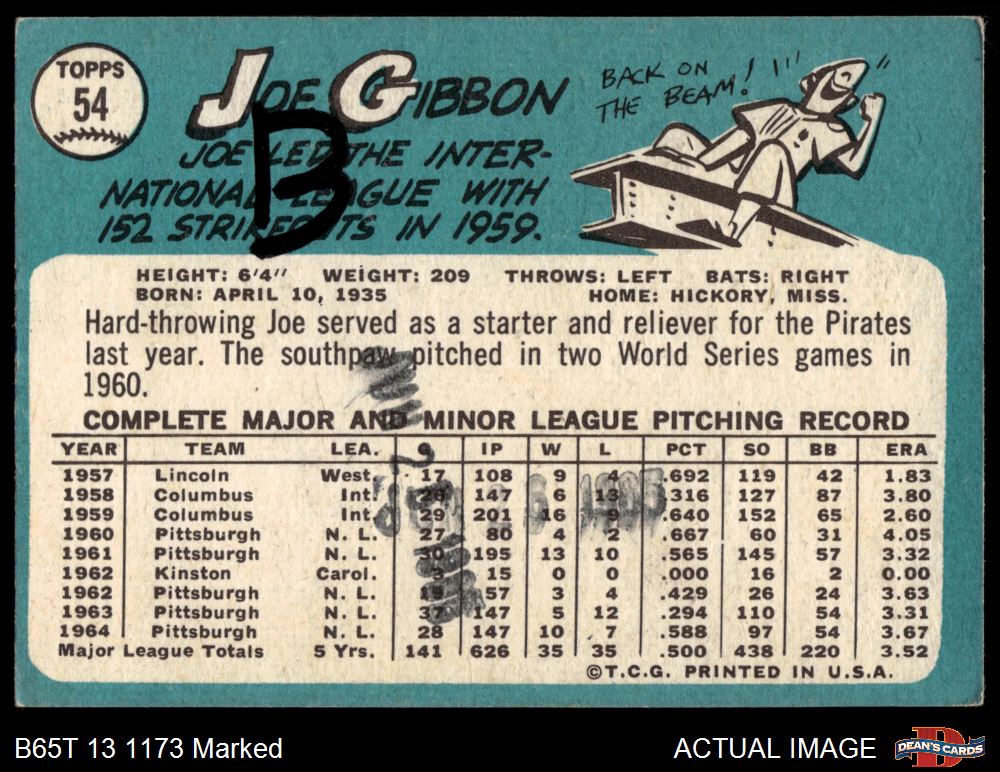 TOPPS
54
JOE GIBBON
B
JOE LED THE INTER-
NATIONAL LEAGUE WITH
152 STRIKEOUTS IN 1959.
BACK ON
THE BEAM!
HEIGHT: 6'4" WEIGHT: 209 THROWS: LEFT BATS: RIGHT
BORN: APRIL 10, 1935 HOME: HICKORY, MISS.
Hard-throwing Joe served as a starter and reliever for the Pirates
last year. The southpaw pitched in two World Series games in
1960.
COMPLETE MAJOR AND MINOR LEAGUE PITCHING RECORD
YEAR TEAM LEA. G IP W L PCT SO BB ERA
1957 Lincoln West. 17 108 9 4 .692 119 42 1.83
1958 Columbus Int. 26 147 6 13 .316 127 87 3.80
1959 Columbus Int. 29 201 16 9 .640 152 65 2.60
1960 Pittsburgh N. L. 27 80 4 2 .667 60 31 4.05
1961 Pittsburgh N. L. 30 195 13 10 .565 145 57 3.32
1962 Kinston Carol. 3 15 0 0 .000 16 2 0.00
1962 Pittsburgh N. L. 19 57 3 4 .429 26 24 3.63
1963 Pittsburgh N. L. 37 147 5 12 .294 110 54 3.31
1964 Pittsburgh N. L. 28 147 10 7 .588 97 54 3.67
Major League Totals 5 Yrs. 141 626 35 35 .500 438 220 3.52
©T.C.G. PRINTED IN U.S.A.
B65T 13 1173 Marked
ACTUAL IMAGE
DEAN'S CARDS